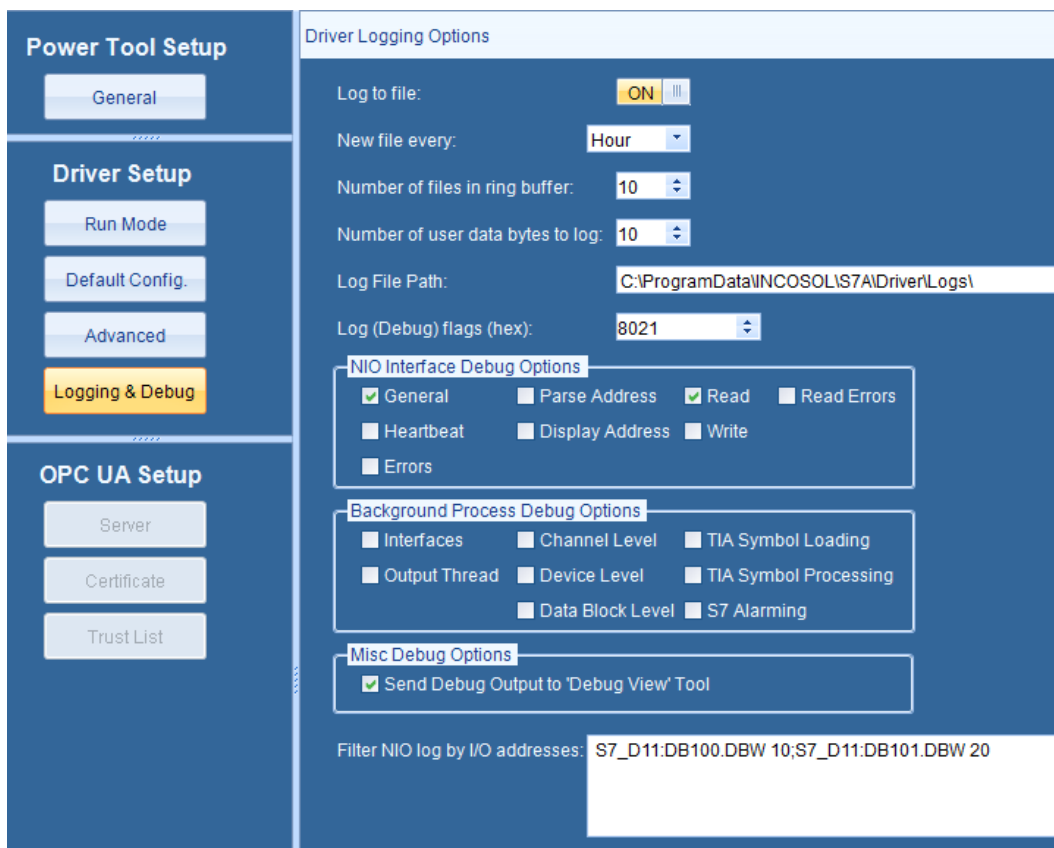 Power Tool Setup
General
Driver Setup
Run Mode
Default Config.
Advanced
Logging & Debug
OPC UA Setup
Server
Certificate
Trust List
Driver Logging Options
Log to file: ON
New file every: Hour
Number of files in ring buffer: 10
Number of user data bytes to log: 10
Log File Path: C:\ProgramData\INCOSOL\S7A\Driver\Logs\
Log (Debug) flags (hex): 8021
NIO Interface Debug Options
General Parse Address Read Read Errors
Heartbeat Display Address Write
Errors
Background Process Debug Options
Interfaces Channel Level TIA Symbol Loading
Output Thread Device Level TIA Symbol Processing
Data Block Level S7 Alarming
Misc Debug Options
Send Debug Output to 'Debug View' Tool
Filter NIO log by I/O addresses: S7_D11:DB100.DBW 10;S7_D11:DB101.DBW 20